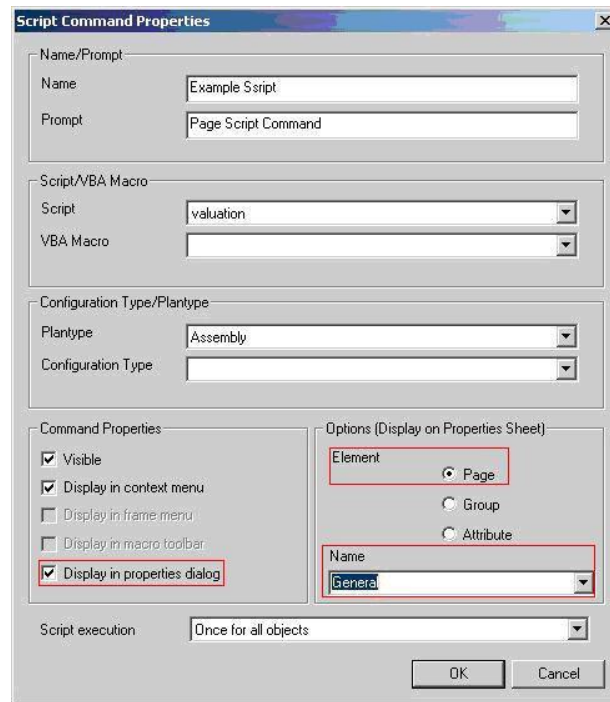 Script Command Properties
Name/Prompt
Name
Example Ssript
Prompt
Page Script Command
Script/VBA Macro
Script
valuation
VBA Macro
Configuration Type/Plantype
Plantype
Assembly
Configuration Type
Command Properties
Visible
Display in context menu
Display in frame menu
Display in macro toolbar
Display in properties dialog
Options (Display on Properties Sheet)
Element
Page
Group
Attribute
Name
General
Script execution
Once for all objects
OK
Cancel